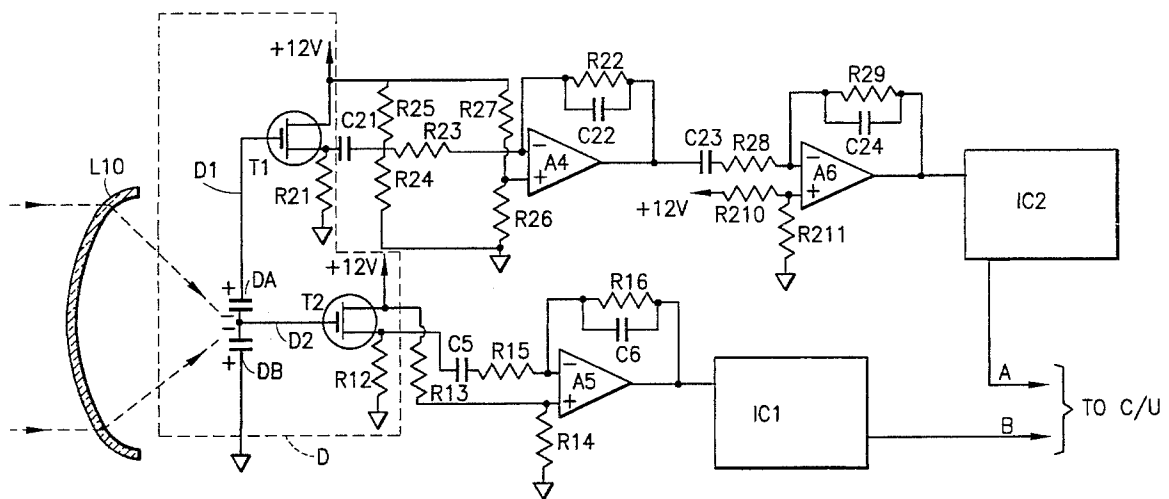 +12V
R22
R29
R25
R27
C21
R23
C22
C23
R28
C24
T1
D1
L10
A4
A6
IC2
R21
R24
R26
+12V
R210
R211
+12V
DA
T2
R16
D2
C5
R15
C6
A
DB
R12
R13
A5
IC1
TO C/U
B
R14
D